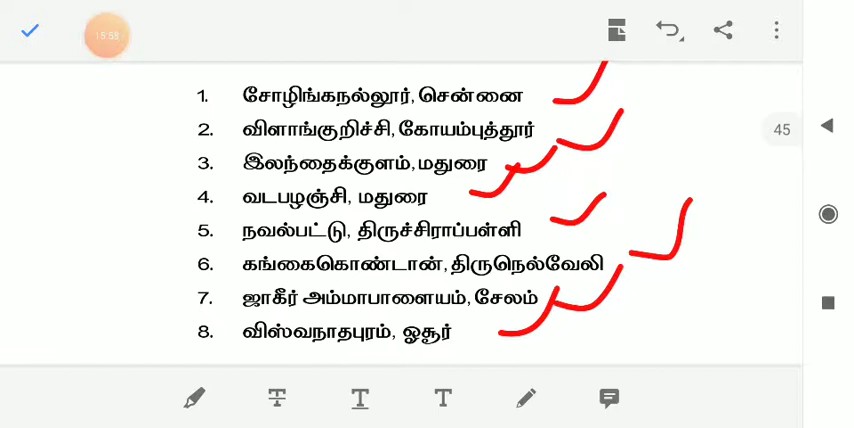 15:55
1. சோழிங்கநல்லூர், சென்னை
2. விளாங்குறிச்சி, கோயம்புத்தூர்
3. இலந்தைக்குளம், மதுரை
4. வடபழஞ்சி, மதுரை
5. நவல்பட்டு, திருச்சிராப்பள்ளி
6. கங்கைகொண்டான், திருநெல்வேலி
7. ஜாகீர் அம்மாபாளையம், சேலம்
8. விஸ்வநாதபுரம், ஓசூர்
45